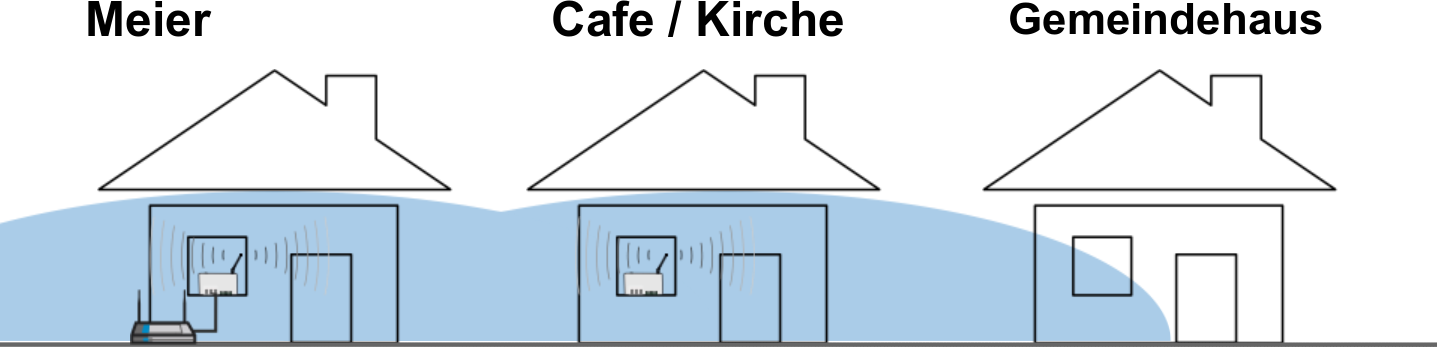 Meier
Cafe / Kirche
Gemeindehaus